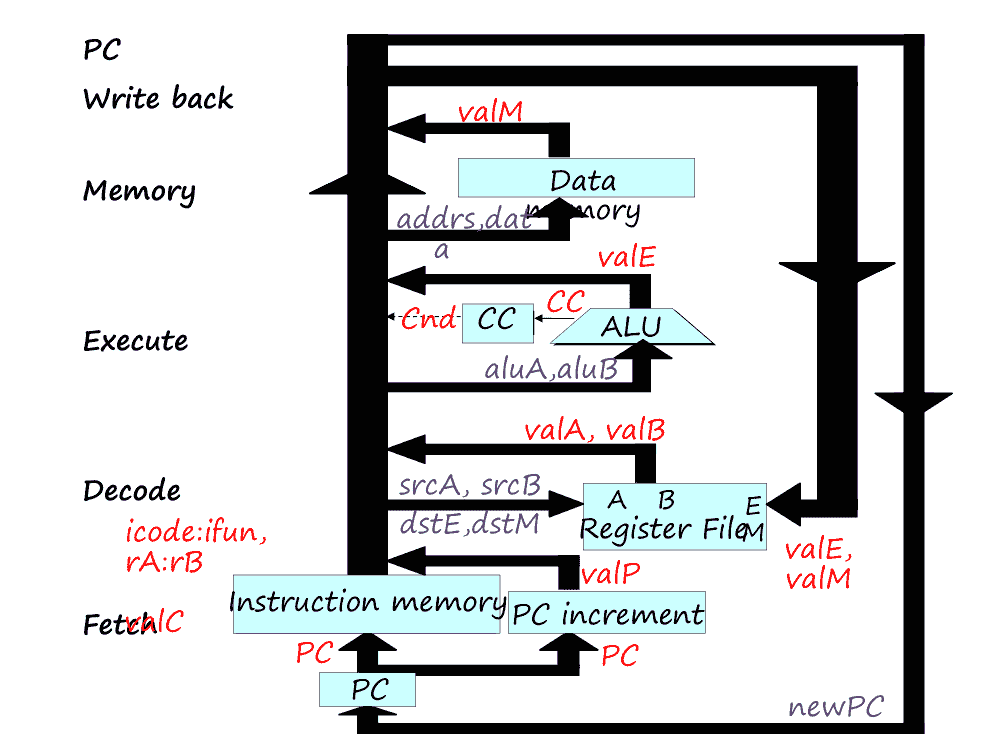 PC
Write back
valM
Data
memory
Memory
addrs,dat
a
valE
Cnd
CC
CC
ALU
Execute
aluA,aluB
valA, valB
Decode
srcA, srcB
A B E
dstE,dstM
Register File
M
icode:ifun,
rA:rB
valE,
valM
valP
Instruction memory
PC increment
Fetch
valC
PC
PC
PC
newPC